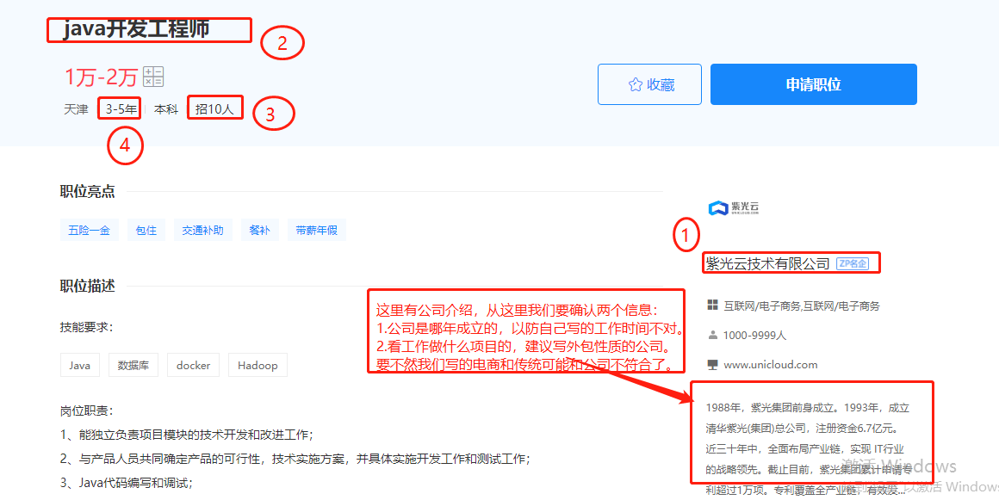 java开发工程师
2
1万-2万
收藏
申请职位
天津 3-5年 本科 招10人
3
4
职位亮点
五险一金 包住 交通补助 餐补 带薪年假
紫光云
UNICLOUD.COM
1
紫光云技术有限公司 ZP名企
职位描述
这里有公司介绍，从这里我们要确认两个信息：
1.公司是哪年成立的，以防自己写的工作时间不对。
2.看工作做什么项目的，建议写外包性质的公司。
要不然我们写的电商和传统可能和公司不符合了。
互联网/电子商务,互联网/电子商务
1000-9999人
www.unicloud.com
技能要求：
Java 数据库 docker Hadoop
1988年，紫光集团前身成立。1993年，成立
清华紫光(集团)总公司，注册资金6.7亿元。
近三十年中，全面布局产业链，实现 IT行业
的战略领先。截止目前，紫光集团累计申请专
利超过1万项。专利覆盖全产业链，有效发...
岗位职责：
1、能独立负责项目模块的技术开发和改进工作；
2、与产品人员共同确定产品的可行性，技术实施方案，并具体实施开发工作和测试工作；
3、Java代码编写和调试；
激活 Windows
以激活 Windows